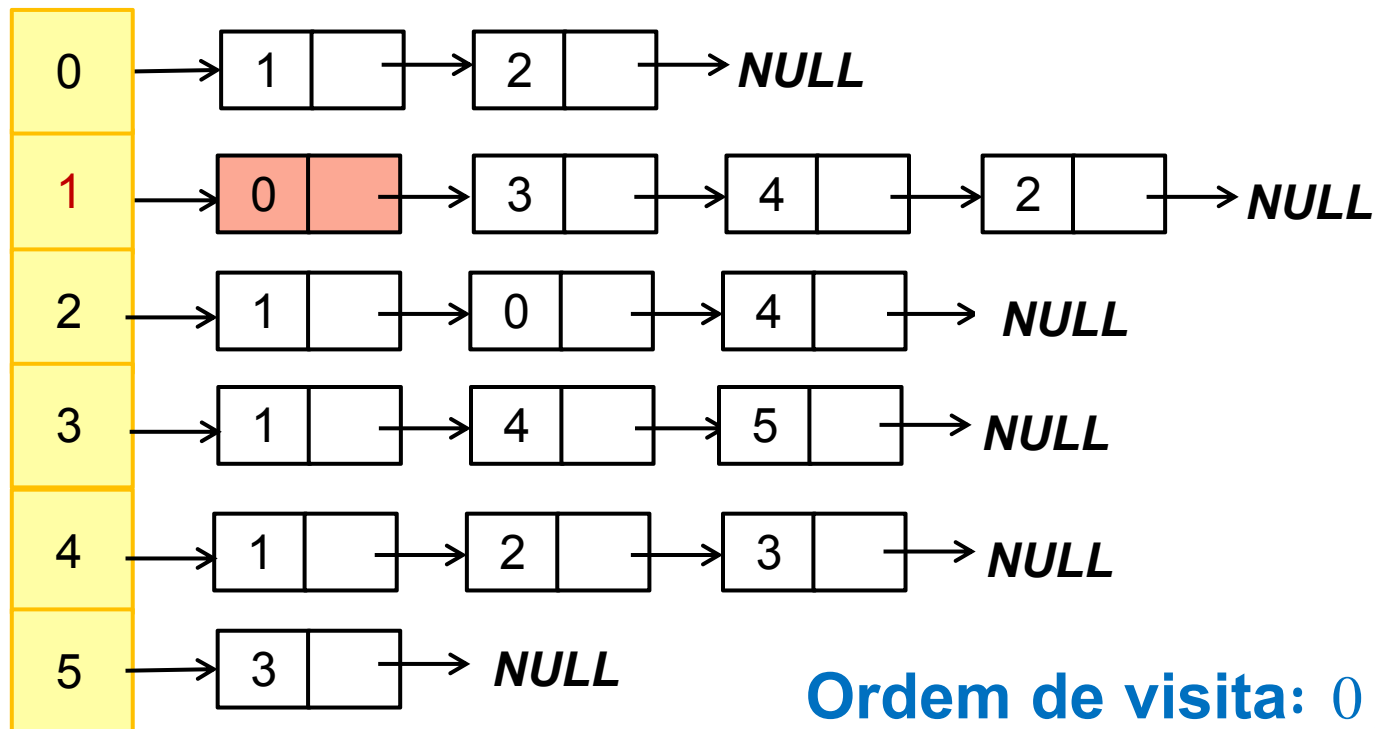 0 1 2 NULL
1 0 3 4 2 NULL
2 1 0 4 NULL
3 1 4 5 NULL
4 1 2 3 NULL
5 3 NULL
Ordem de visita: 0